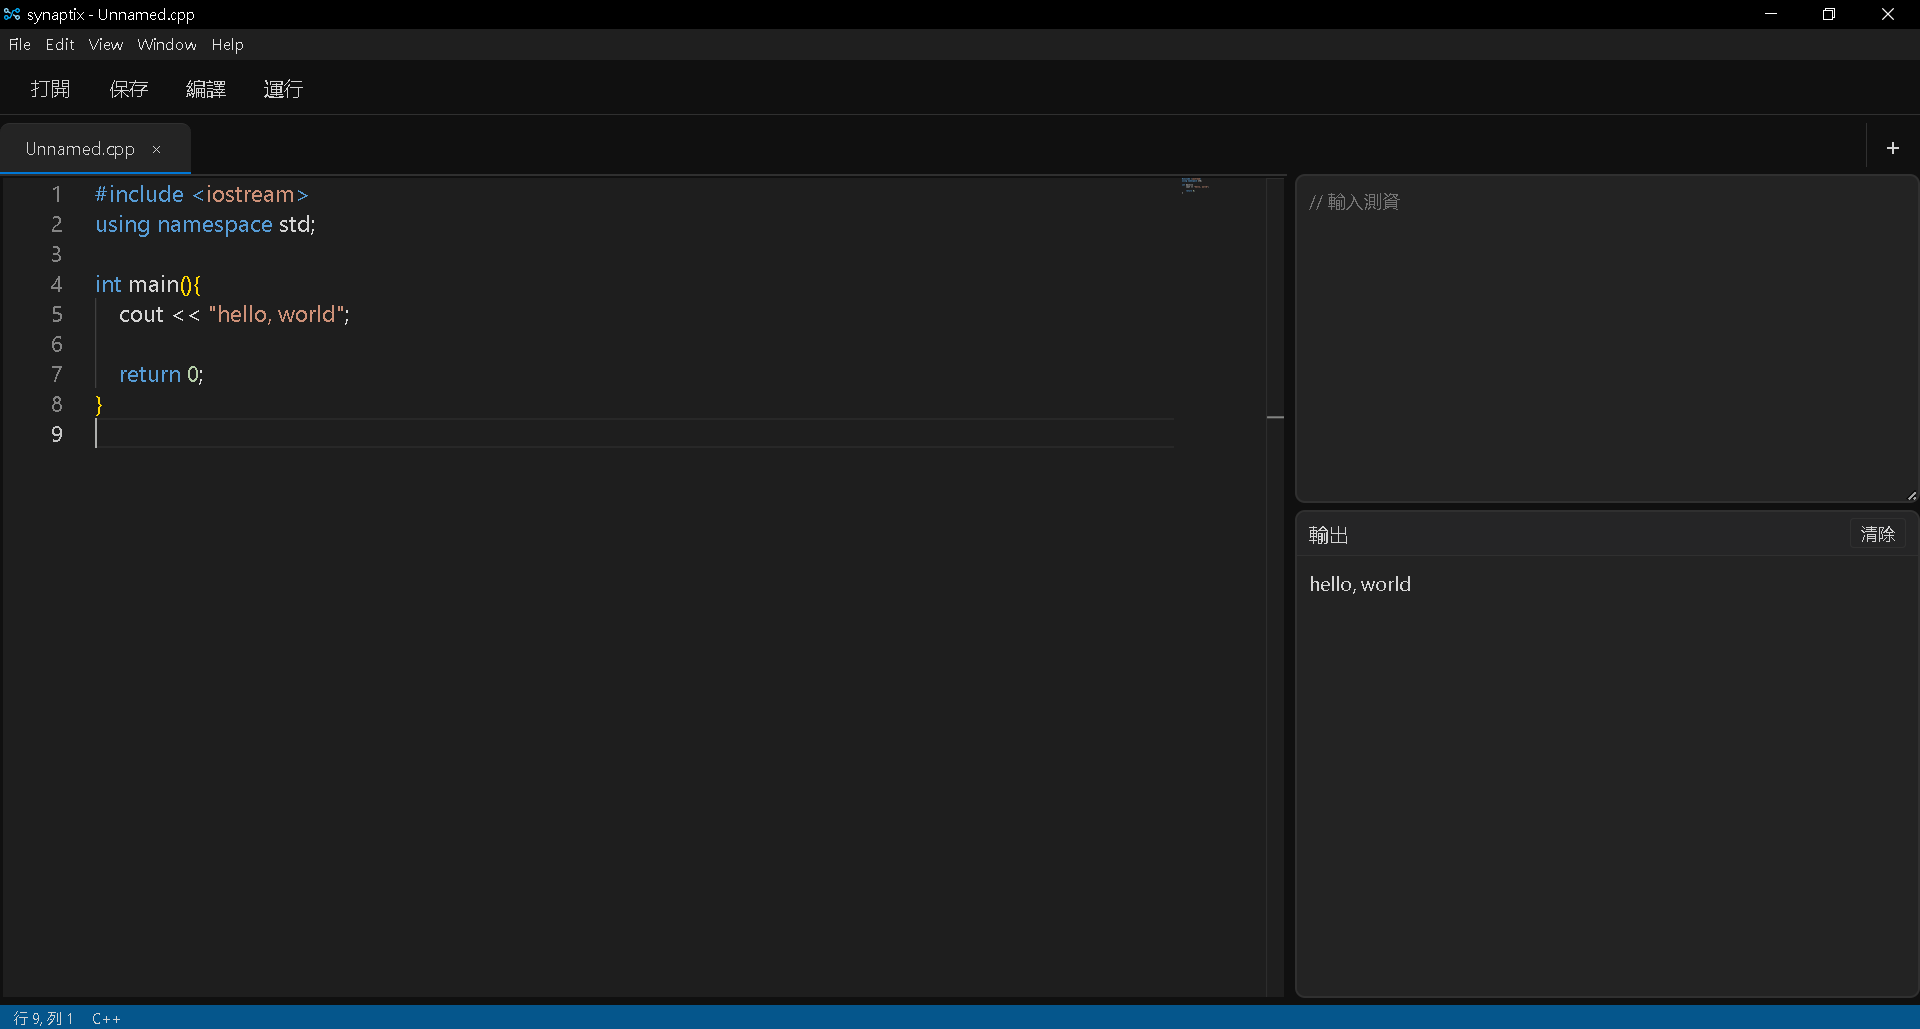 synaptix - Unnamed.cpp
File Edit View Window Help
打開 保存 編譯 運行
Unnamed.cpp × +
1 #include <iostream>
2 using namespace std;
3
4 int main(){
5 cout << "hello, world";
6
7 return 0;
8 }
9
// 輸入測資
輸出 清除
hello, world
行 9, 列 1 C++